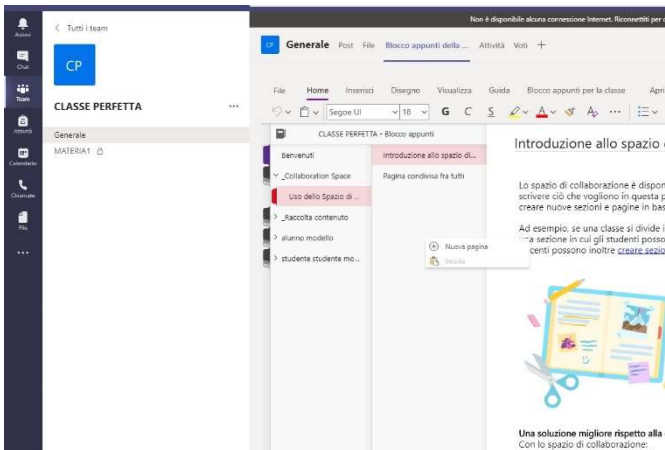 Non è disponibile alcuna connessione Internet. Riconnettiti per
Attività
Chat
Team
Attività
Calendario
Chiamate
File
Tutti i team
CP
CLASSE PERFETTA
...
Generale
MATERIA1
CP Generale Post File Blocco appunti della ... Attività Voti +
File Home Inserisci Disegno Visualizza Guida Blocco appunti per la classe Apri
Segoe UI 18 G C S
CLASSE PERFETTA - Blocco appunti
Benvenuti
_Collaboration Space
Uso dello Spazio di ...
_Raccolta contenuto
alunno modello
studente studente mo...
Introduzione allo spazio di...
Pagina condivisa fra tutti
Nuova pagina
Incolla
Introduzione allo spazio
Lo spazio di collaborazione è
scrivere ciò che vogliono in questa
creare nuove sezioni e pagine in
Ad esempio, se una classe si divide
sezione in cui gli studenti
possono inoltre creare
Una soluzione migliore rispetto alla
Con lo spazio di collaborazione: